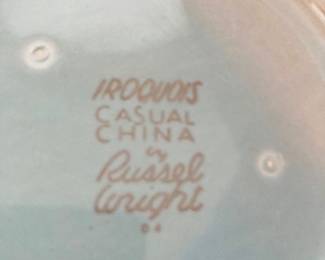 IROQUOIS
CASUAL
CHINA
by
Russel
Wright